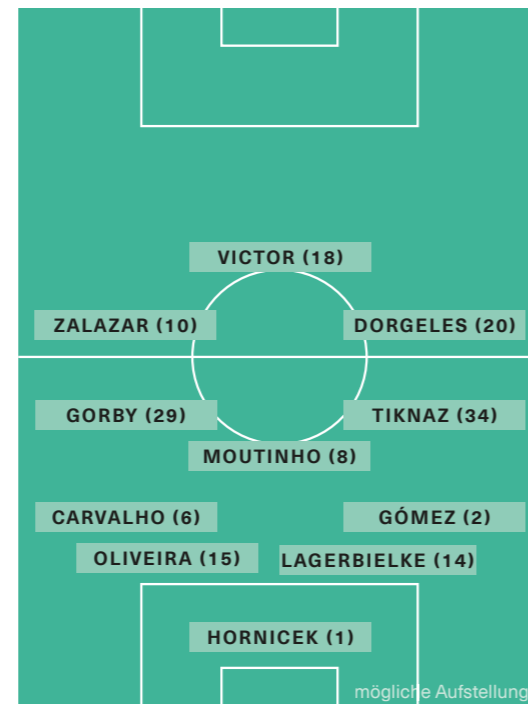 VICTOR (18)
ZALAZAR (10) DORGELES (20)
GORBY (29) TIKNAZ (34)
MOUTINHO (8)
CARVALHO (6) GÓMEZ (2)
OLIVEIRA (15) LAGERBIELKE (14)
HORNICEK (1)
mögliche Aufstellung